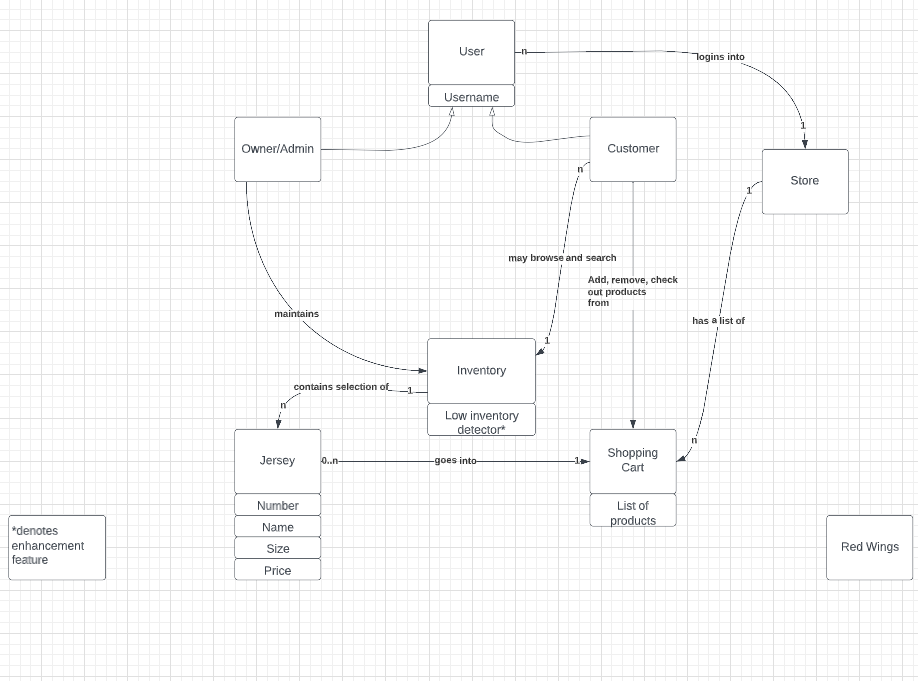 User
n
logins into
Username
1
Owner/Admin
Customer
n
Store
1
may browse and search
Add, remove, check
out products
from
maintains
has a list of
1
Inventory
contains selection of
1
n
Low inventory
detector*
n
Jersey
0..n
goes into
1
Shopping
Cart
Number
Name
Size
Price
List of
products
*denotes
enhancement
feature
Red Wings